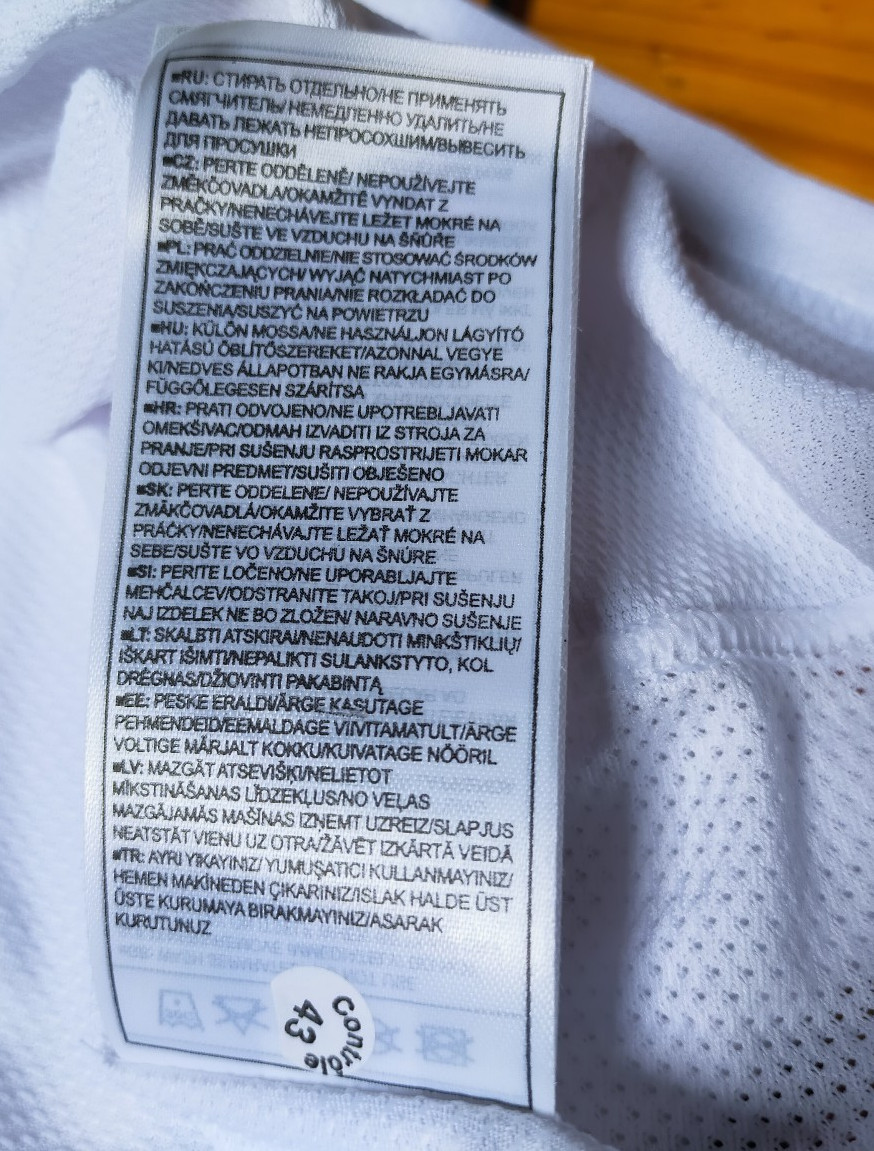 ■RU: СТИРАТЬ ОТДЕЛЬНО/НЕ ПРИМЕНЯТЬ
СМЯГЧИТЕЛЬ/ НЕМЕДЛЕННО УДАЛИТЬ/НЕ
ДАВАТЬ ЛЕЖАТЬ НЕПРОСОХШИМ/ВЫВЕСИТЬ
ДЛЯ ПРОСУШКИ
■CZ: PERTE ODDĚLENĚ/ NEPOUŽÍVEJTE
ZMĚKČOVADLA/OKAMŽITĚ VYNDAT Z
PRAČKY/NENECHÁVEJTE LEŽET MOKRÉ NA
SOBĚ/SUŠTE VE VZDUCHU NA ŠŇŮŘE
■PL: PRAĆ ODDZIELNIE/NIE STOSOWAĆ ŚRODKÓW
ZMIĘKCZAJĄCYCH/ WYJĄĆ NATYCHMIAST PO
ZAKOŃCZENIU PRANIA/NIE ROZKŁADAĆ DO
SUSZENIA/SUSZYĆ NA POWIETRZU
■HU: KÜLÖN MOSSA/NE HASZNÁLJON LÁGYÍTÓ
HATÁSÚ ÖBLÍTŐSZEREKET/AZONNAL VEGYE
KI/NEDVES ÁLLAPOTBAN NE RAKJA EGYMÁSRA/
FÜGGŐLEGESEN SZÁRÍTSA
■HR: PRATI ODVOJENO/NE UPOTREBLJAVATI
OMEKŠIVAC/ODMAH IZVADITI IZ STROJA ZA
PRANJE/PRI SUŠENJU RASPROSTRIJETI MOKAR
ODJEVNI PREDMET/SUŠITI OBJEŠENO
■SK: PERTE ODDELENE/ NEPOUŽÍVAJTE
ZMÄKČOVADLÁ/OKAMŽITE VYBRAŤ Z
PRÁČKY/NENECHÁVAJTE LEŽAŤ MOKRÉ NA
SEBE/SUŠTE VO VZDUCHU NA ŠNÚRE
■SI: PERITE LOČENO/NE UPORABLJAJTE
MEHČALCEV/ODSTRANITE TAKOJ/PRI SUŠENJU
NAJ IZDELEK NE BO ZLOŽEN/ NARAVNO SUŠENJE
■LT: SKALBTI ATSKIRAI/NENAUDOTI MINKŠTIKLIŲ/
IŠKART IŠIMTI/NEPALIKTI SULANKSTYTO, KOL
DRĖGNAS/DŽIOVINTI PAKABINTĄ
■EE: PESKE ERALDI/ÄRGE KASUTAGE
PEHMENDEID/EEMALDAGE VIIVITAMATULT/ÄRGE
VOLTIGE MÄRJALT KOKKU/KUIVATAGE NÖÖRIL
■LV: MAZGĀT ATSEVIŠĶI/NELIETOT
MĪKSTINĀŠANAS LĪDZEKĻUS/NO VEĻAS
MAZGĀJAMĀS MAŠĪNAS IZŅEMT UZREIZ/SLAPJUS
NEATSTĀT VIENU UZ OTRA/ŽĀVĒT IZKĀRTĀ VEIDĀ
■TR: AYRI YIKAYINIZ/ YUMUŞATICI KULLANMAYINIZ/
HEMEN MAKİNEDEN ÇIKARINIZ/ISLAK HALDE ÜST
ÜSTE KURUMAYA BIRAKMAYINIZ/ASARAK
KURUTUNUZ
contrôle
43